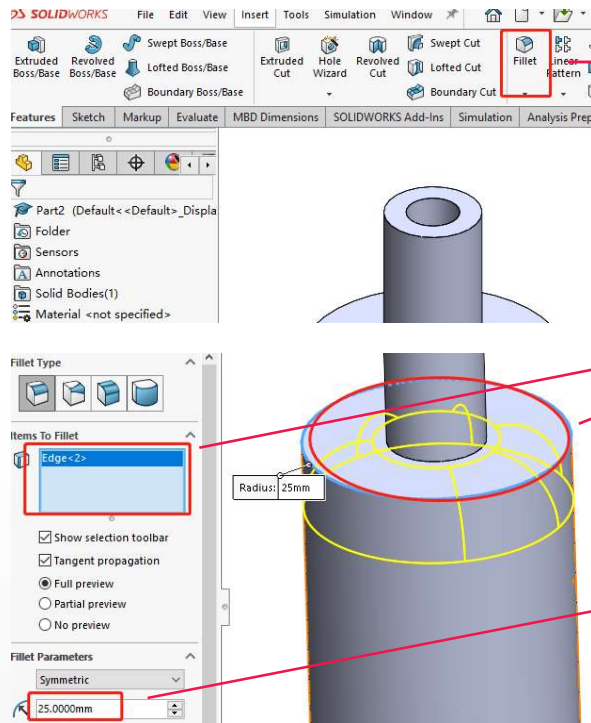 SOLIDWORKS File Edit View Insert Tools Simulation Window
Extruded Boss/Base
Revolved Boss/Base
Swept Boss/Base
Lofted Boss/Base
Boundary Boss/Base
Extruded Cut
Hole Wizard
Revolved Cut
Swept Cut
Lofted Cut
Boundary Cut
Fillet
Linear Pattern
Features Sketch Markup Evaluate MBD Dimensions SOLIDWORKS Add-Ins Simulation Analysis Prep
Part2 (Default<<Default>_Displa
Folder
Sensors
Annotations
Solid Bodies(1)
Material <not specified>
Fillet Type
Items To Fillet
Edge<2>
Radius: 25mm
Show selection toolbar
Tangent propagation
Full preview
Partial preview
No preview
Fillet Parameters
Symmetric
25.0000mm